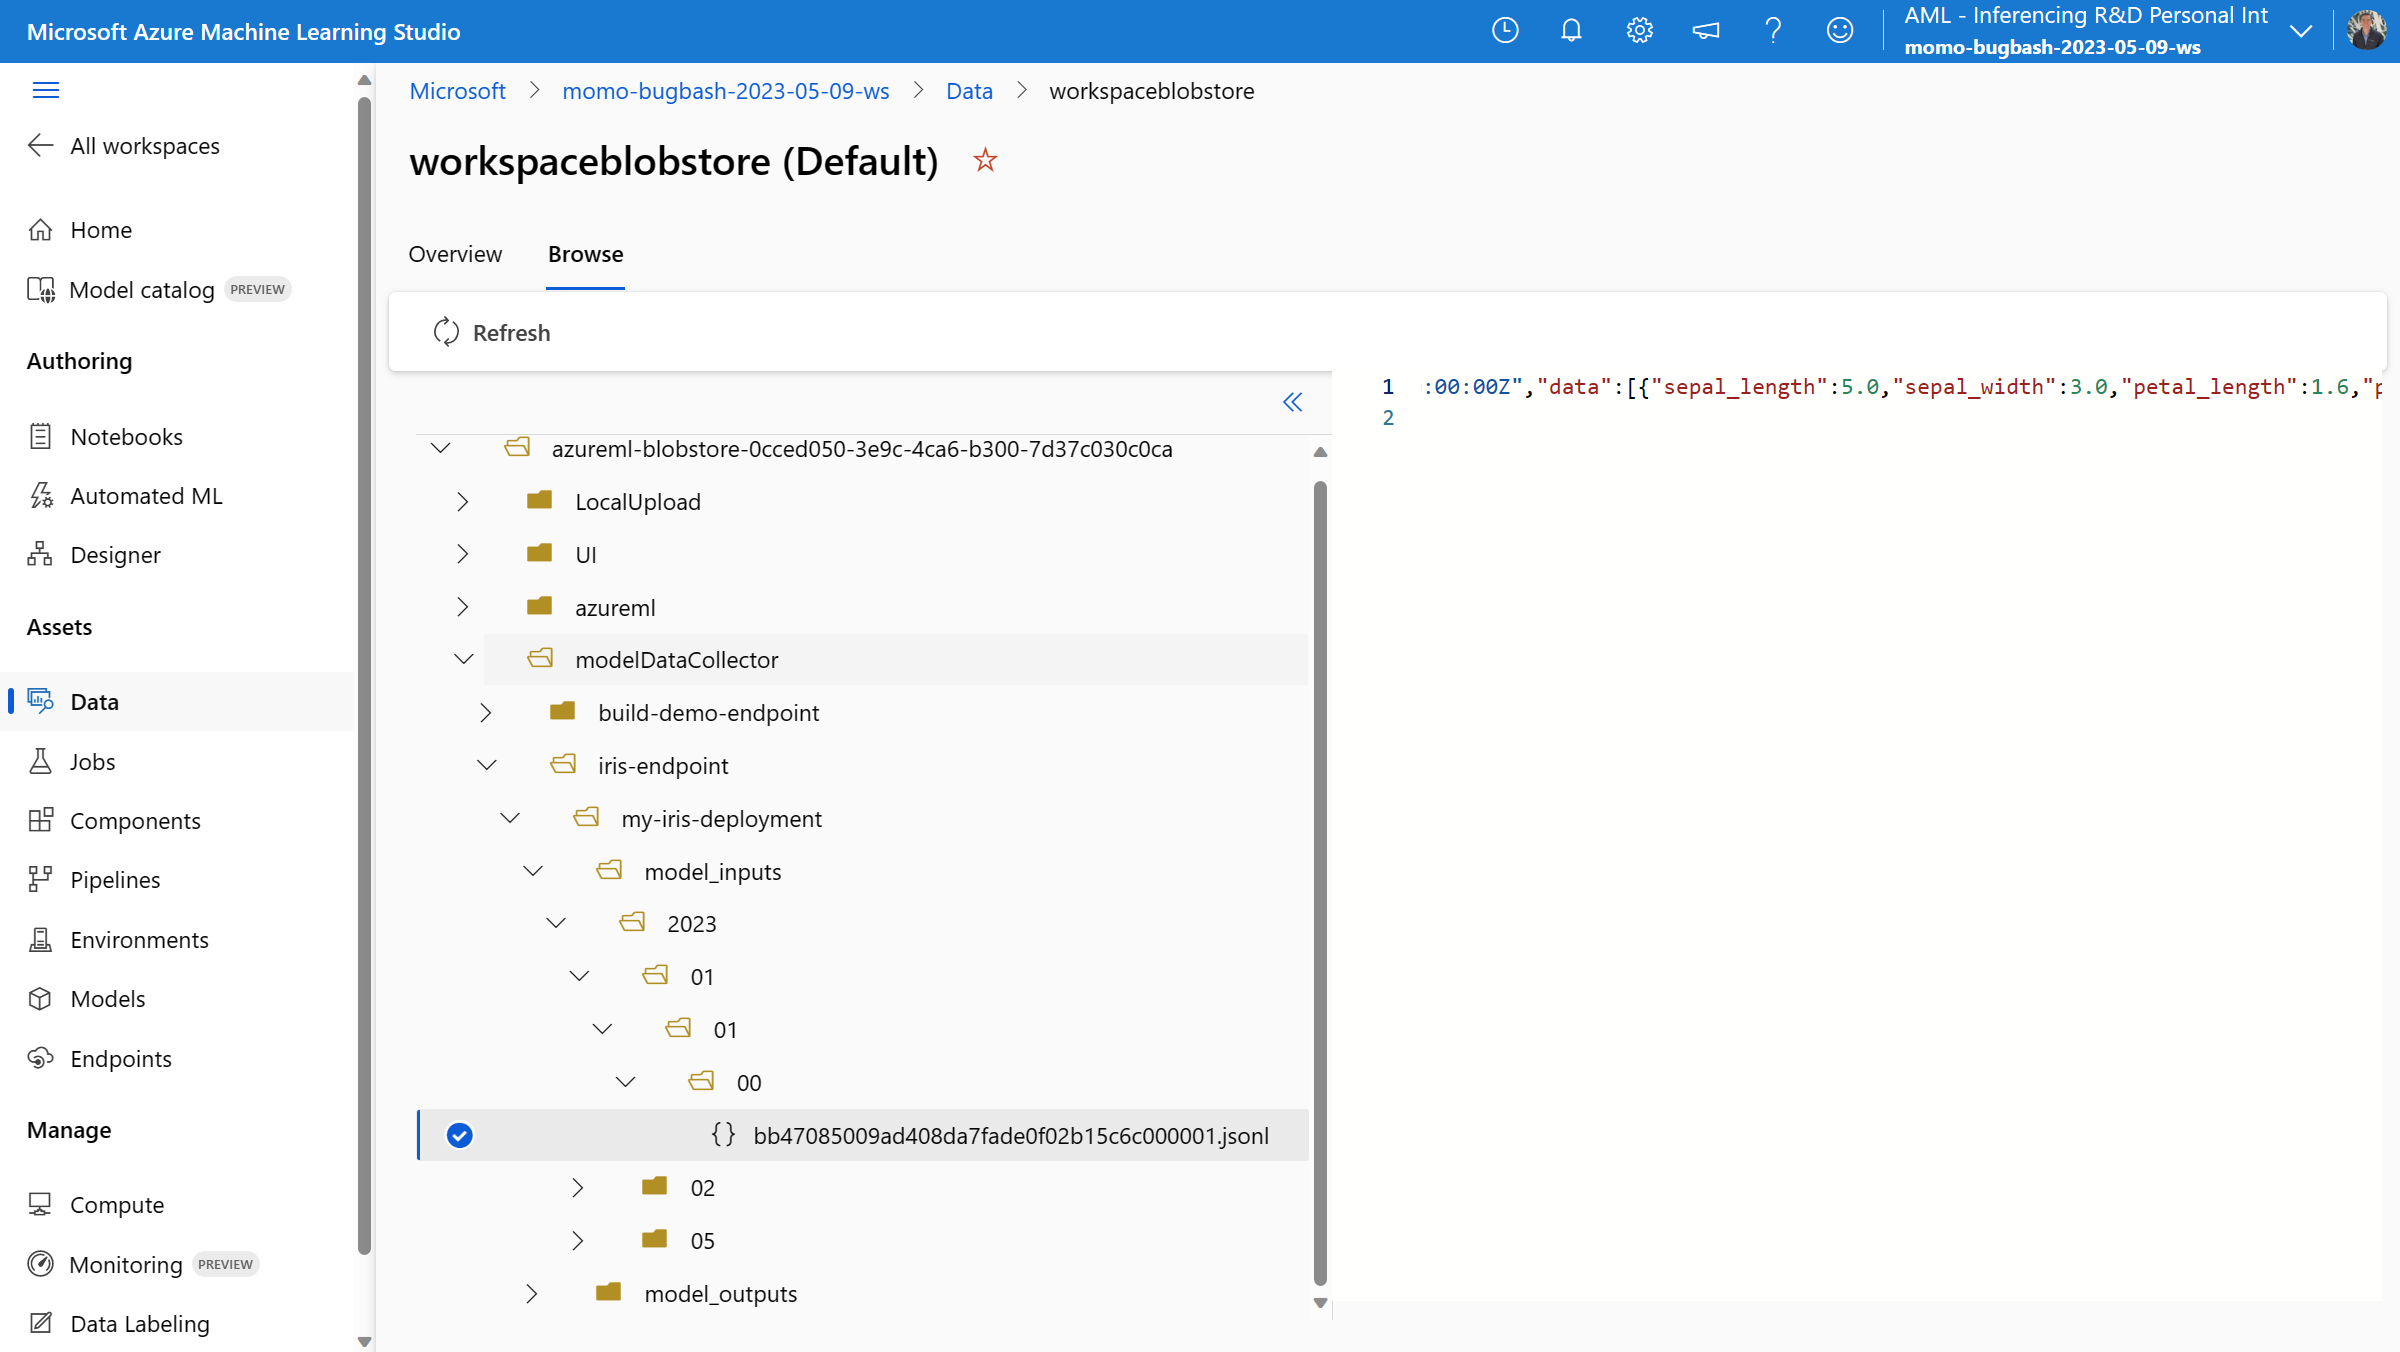 Microsoft Azure Machine Learning Studio
AML - Inferencing R&D Personal Int
momo-bugbash-2023-05-09-ws
All workspaces
Home
Model catalog PREVIEW
Authoring
Notebooks
Automated ML
Designer
Assets
Data
Jobs
Components
Pipelines
Environments
Models
Endpoints
Manage
Compute
Monitoring PREVIEW
Data Labeling
Microsoft > momo-bugbash-2023-05-09-ws > Data > workspaceblobstore
workspaceblobstore (Default)
Overview Browse
Refresh
azureml-blobstore-0cced050-3e9c-4ca6-b300-7d37c030c0ca
LocalUpload
UI
azureml
modelDataCollector
build-demo-endpoint
iris-endpoint
my-iris-deployment
model_inputs
2023
01
01
00
{} bb47085009ad408da7fade0f02b15c6c000001.jsonl
02
05
model_outputs
1 :00:00Z","data":[{"sepal_length":5.0,"sepal_width":3.0,"petal_length":1.6,"p
2